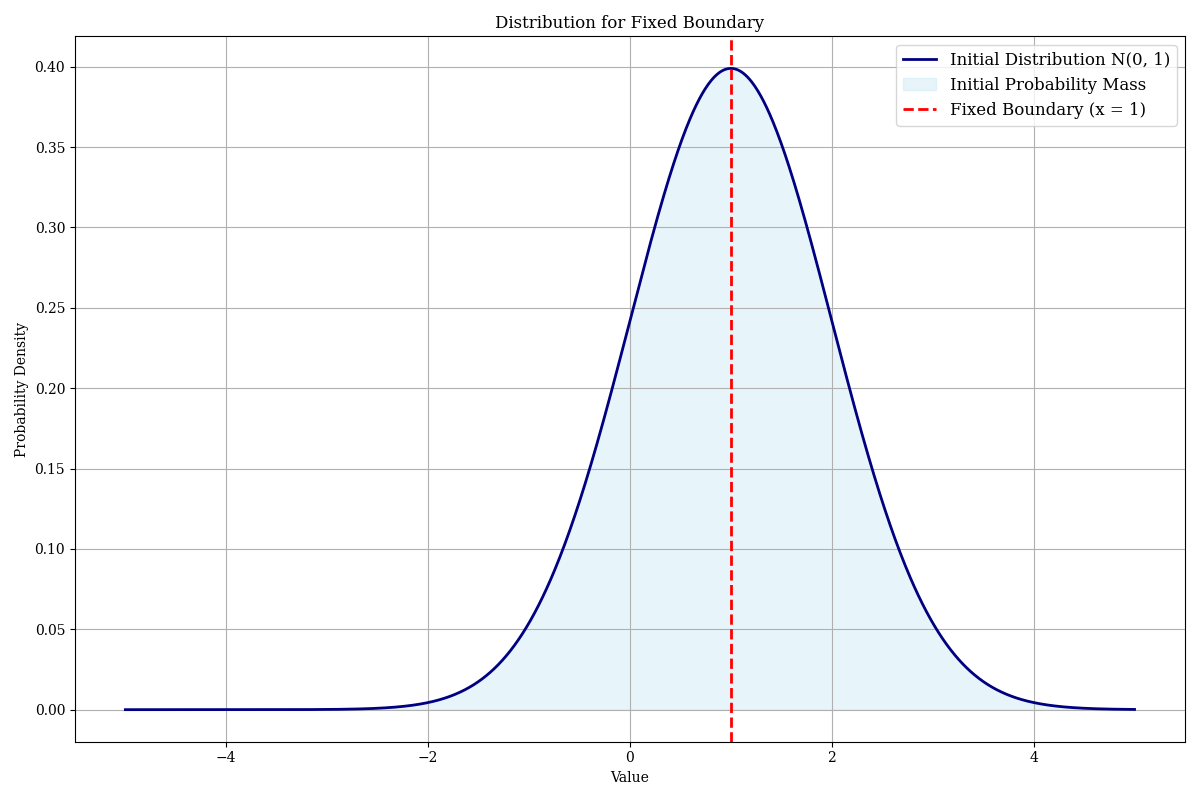 Distribution for Fixed Boundary
Initial Distribution N(0, 1)
Initial Probability Mass
Fixed Boundary (x = 1)
0.40
0.35
0.30
0.25
0.20
0.15
0.10
0.05
0.00
Probability Density
−4
−2
0
2
4
Value